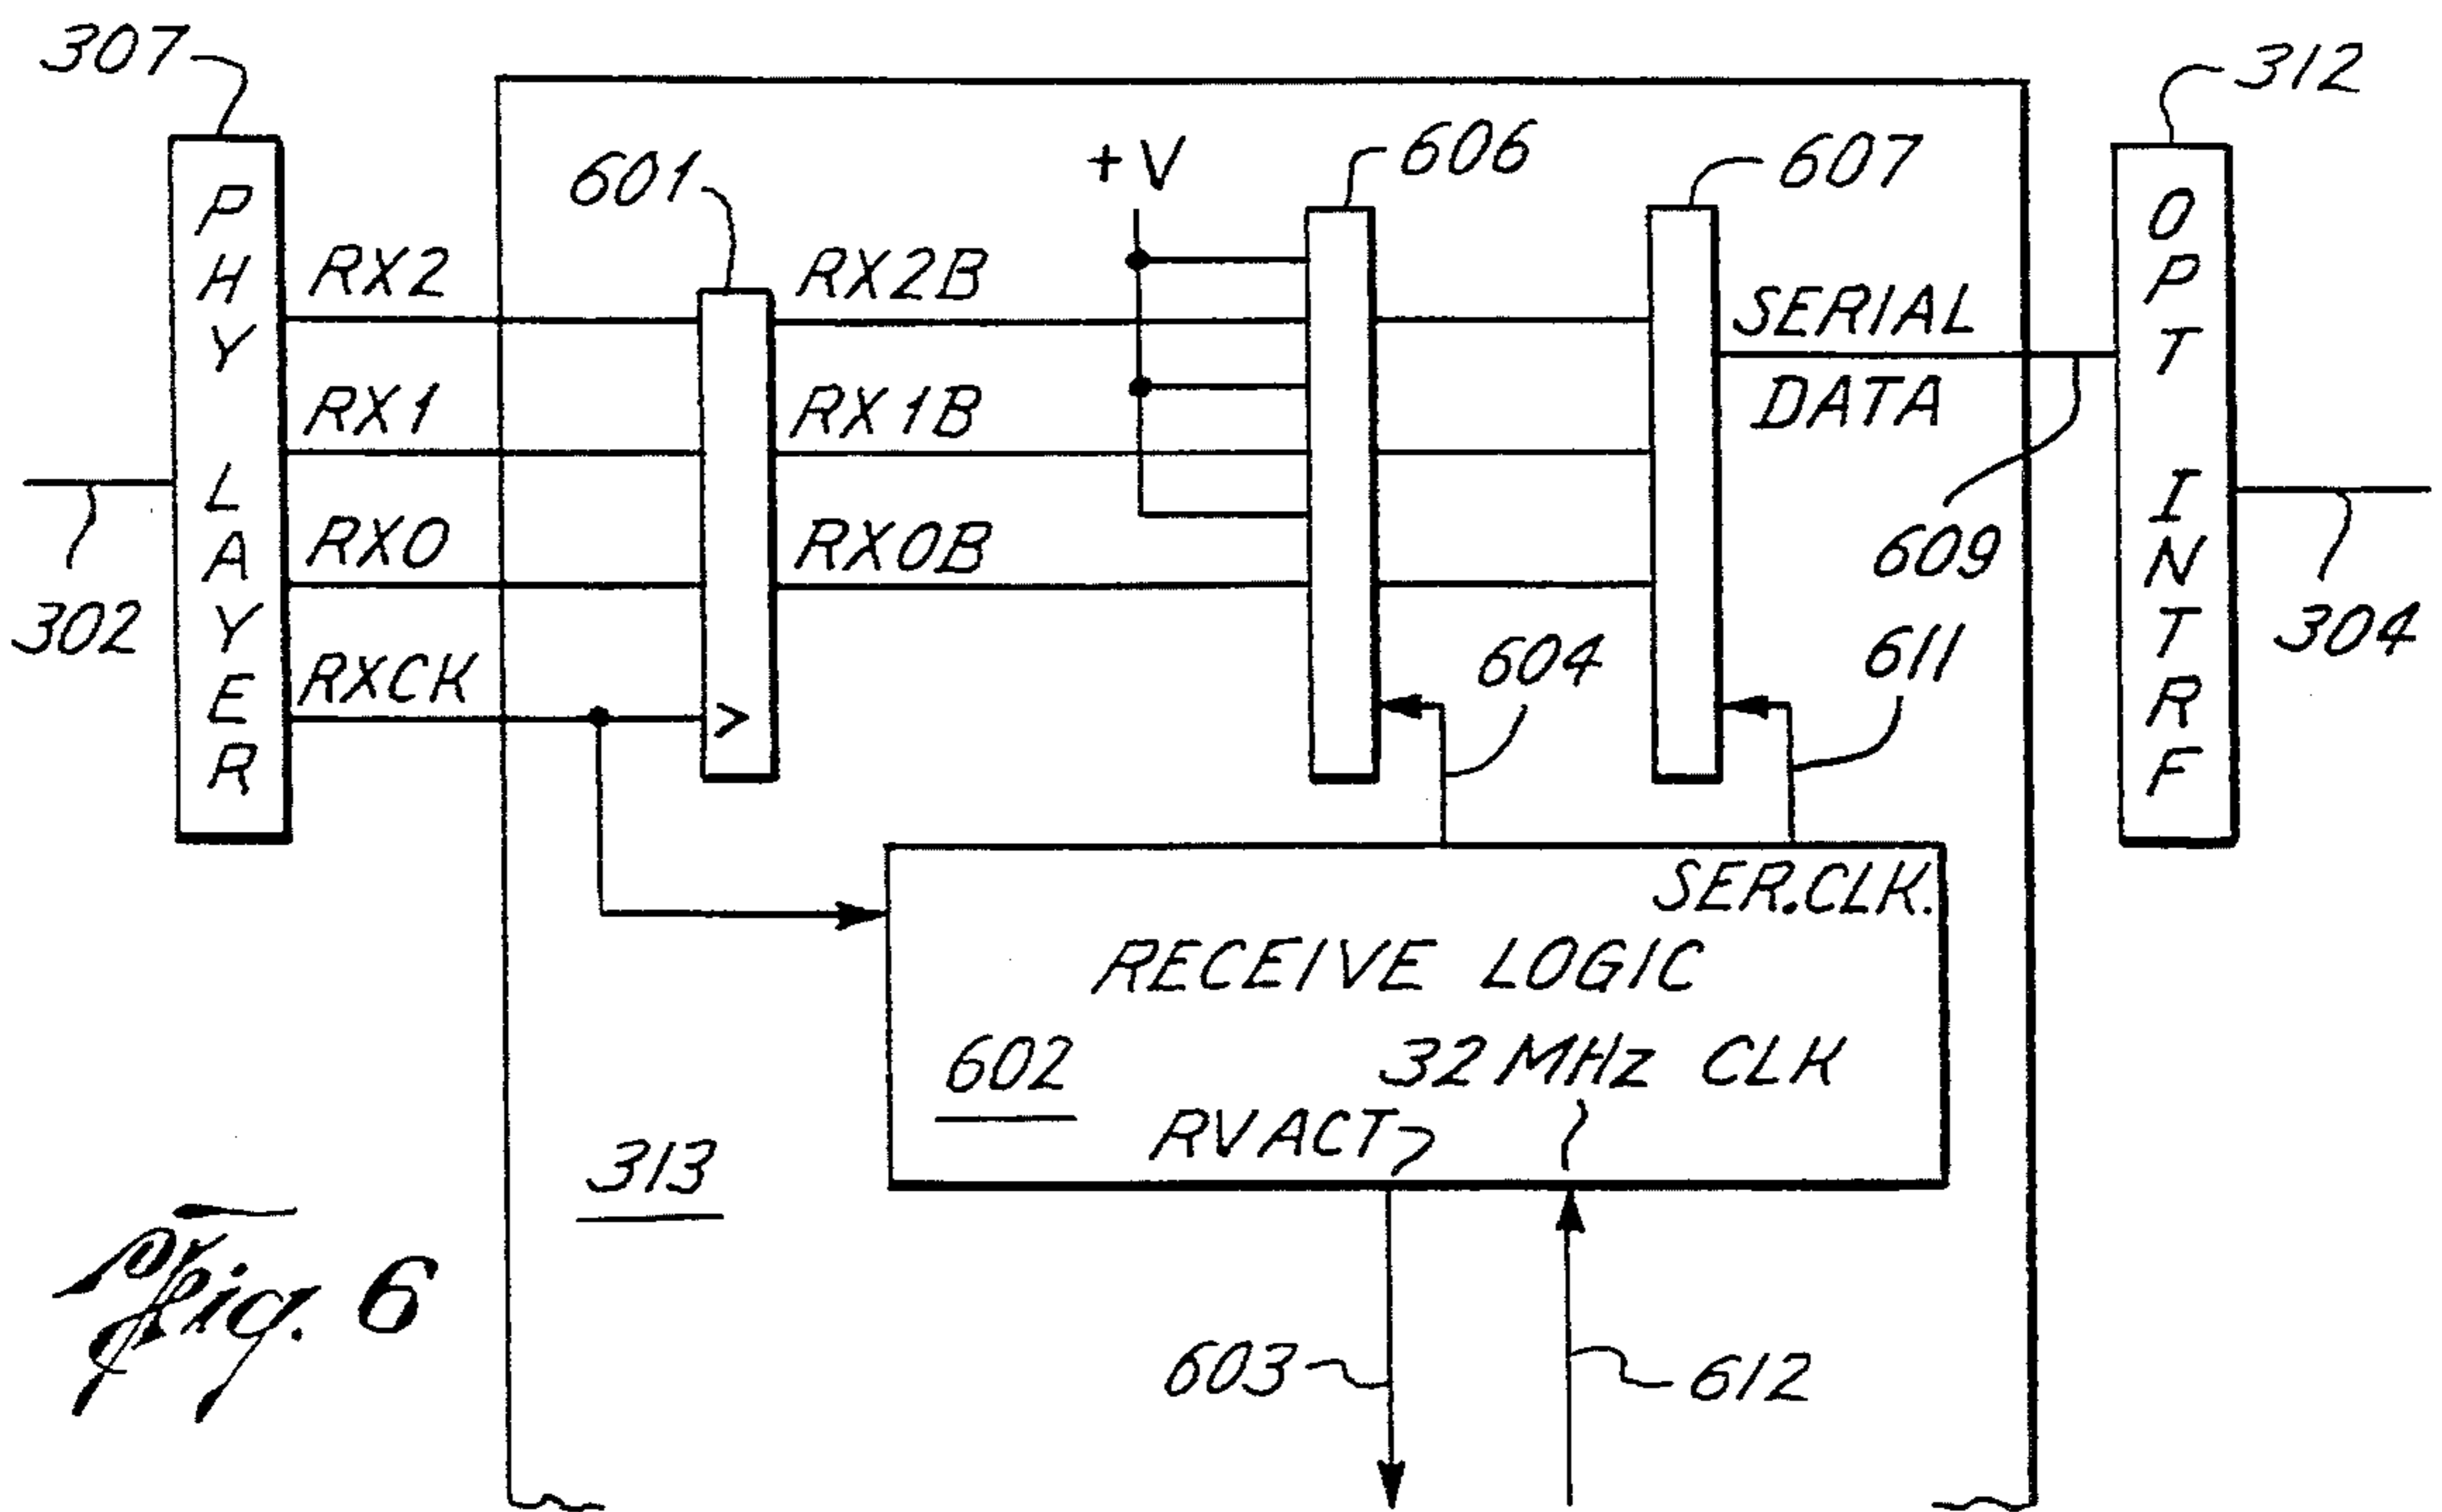 307
312
606
607
+V
601
PHY LAYER
OPT INTRF
RX2
RX2B
SERIAL
DATA
RX1
RX1B
RX0
RX0B
609
302
304
604
611
RXCK
>
SER.CLK.
RECEIVE LOGIC
602
32 MHz CLK
RVACT
313
Fig. 6
603
612